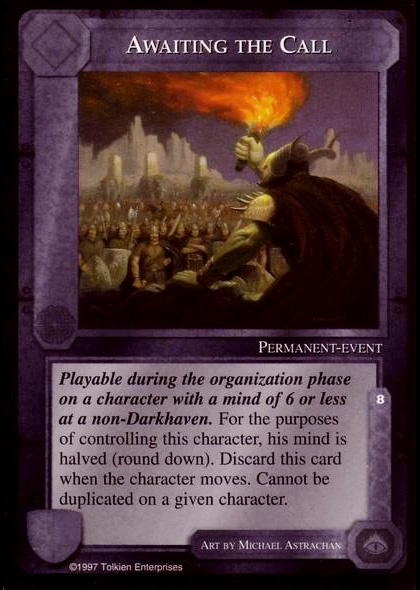 AWAITING THE CALL
PERMANENT-EVENT
Playable during the organization phase
on a character with a mind of 6 or less
at a non-Darkhaven. For the purposes
of controlling this character, his mind is
halved (round down). Discard this card
when the character moves. Cannot be
duplicated on a given character.
8
ART BY MICHAEL ASTRACHAN
©1997 Tolkien Enterprises